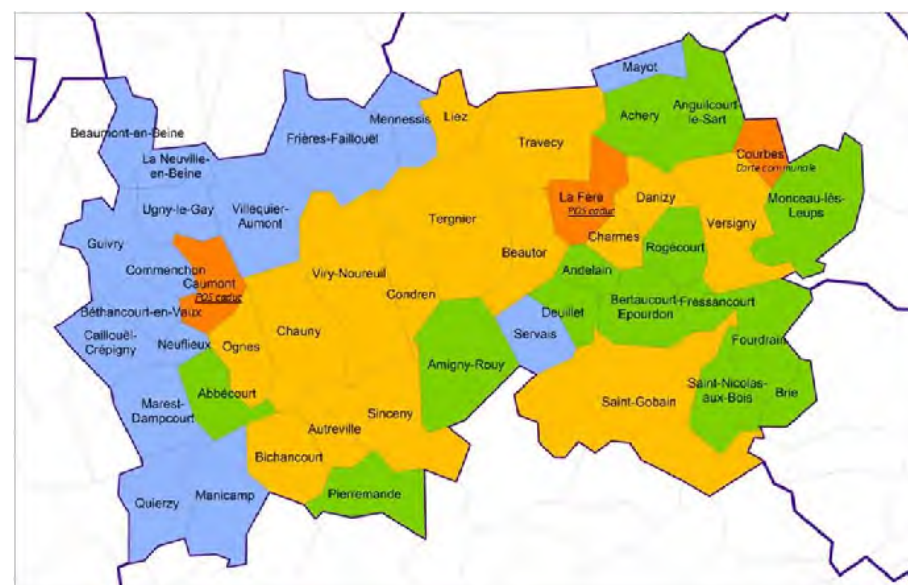 Mayot
Beaumont-en-Beine
Mennessis
Liez
Anguilcourt-
le-Sart
Achery
Frières-Faillouël
Travecy
La Neuville-
en-Beine
Courbes
Carte communale
Ugny-le-Gay
Villequier-
Aumont
La Fère
POS caduc
Danizy
Monceau-lès-
Leups
Tergnier
Versigny
Guivry
Charmes
Rogécourt
Beautor
Commenchon
Caumont
POS caduc
Viry-Noureuil
Andelain
Condren
Béthancourt-en-Vaux
Deuillet
Bertaucourt-
Epourdon
Fressancourt
Caillouël-
Crépigny
Neuflieux
Ognes
Chauny
Servais
Fourdrain
Amigny-Rouy
Abbécourt
Saint-Nicolas-
aux-Bois
Brie
Marest-
Dampcourt
Saint-Gobain
Sinceny
Autreville
Bichancourt
Quierzy
Manicamp
Pierremande